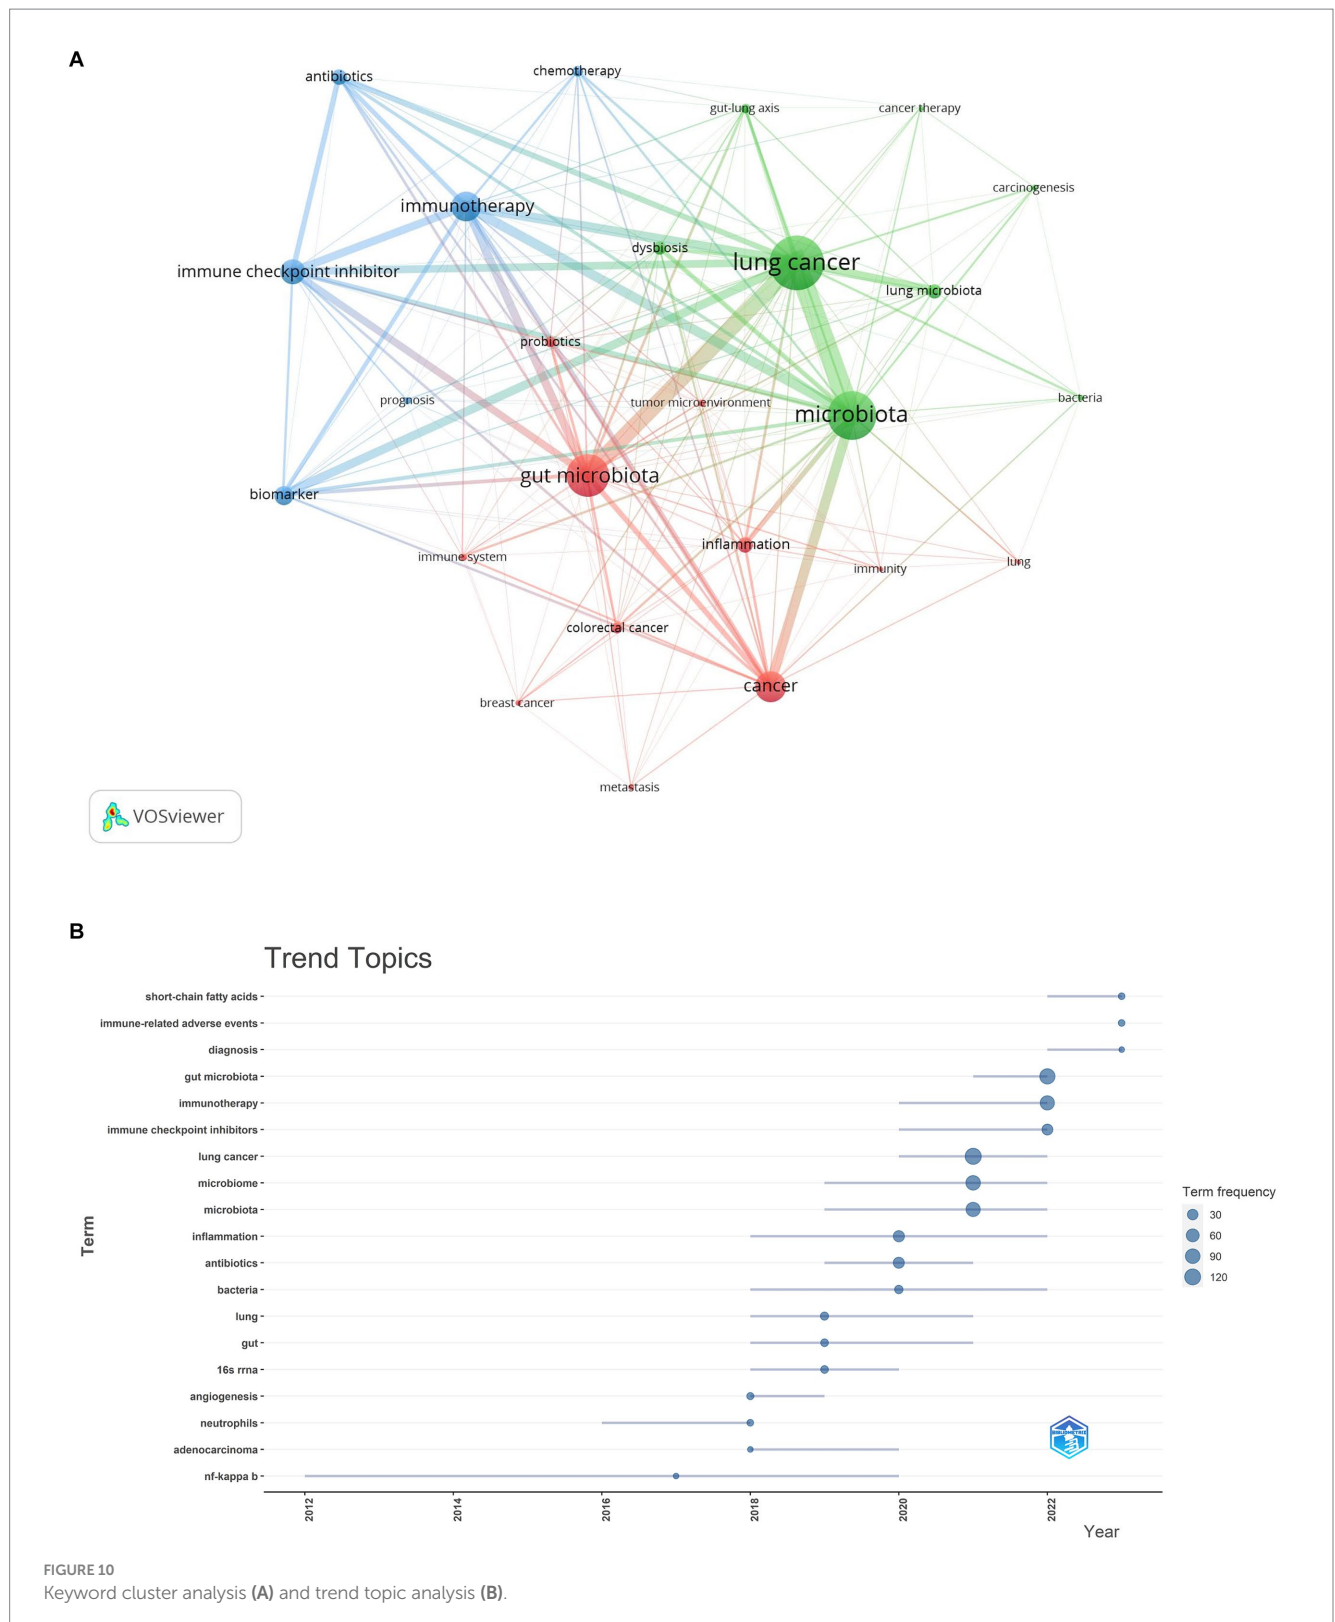 A
antibiotics
chemotherapy
gut-lung axis
cancer therapy
carcinogenesis
immunotherapy
dysbiosis
lung cancer
immune checkpoint inhibitor
lung microbiota
probiotics
prognosis
tumor microenvironment
bacteria
microbiota
gut microbiota
biomarker
inflammation
immune system
immunity
lung
colorectal cancer
cancer
breast cancer
metastasis
VOSviewer
B
Trend Topics
short-chain fatty acids
immune-related adverse events
diagnosis
gut microbiota
immunotherapy
immune checkpoint inhibitors
lung cancer
microbiome
microbiota
inflammation
antibiotics
bacteria
lung
gut
16s rrna
angiogenesis
neutrophils
adenocarcinoma
nf-kappa b
Term
Term frequency
30
60
90
120
BIBLIOMETRIX
2012
2014
2016
2018
2020
2022
Year
FIGURE 10
Keyword cluster analysis (A) and trend topic analysis (B).